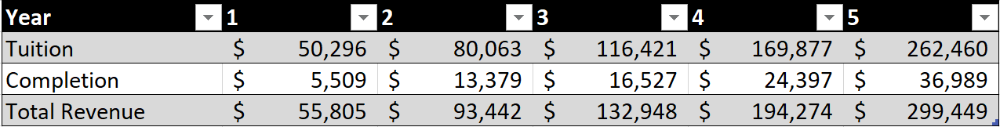 Year 1 2 3 4 5
Tuition $ 50,296 $ 80,063 $ 116,421 $ 169,877 $ 262,460
Completion $ 5,509 $ 13,379 $ 16,527 $ 24,397 $ 36,989
Total Revenue $ 55,805 $ 93,442 $ 132,948 $ 194,274 $ 299,449